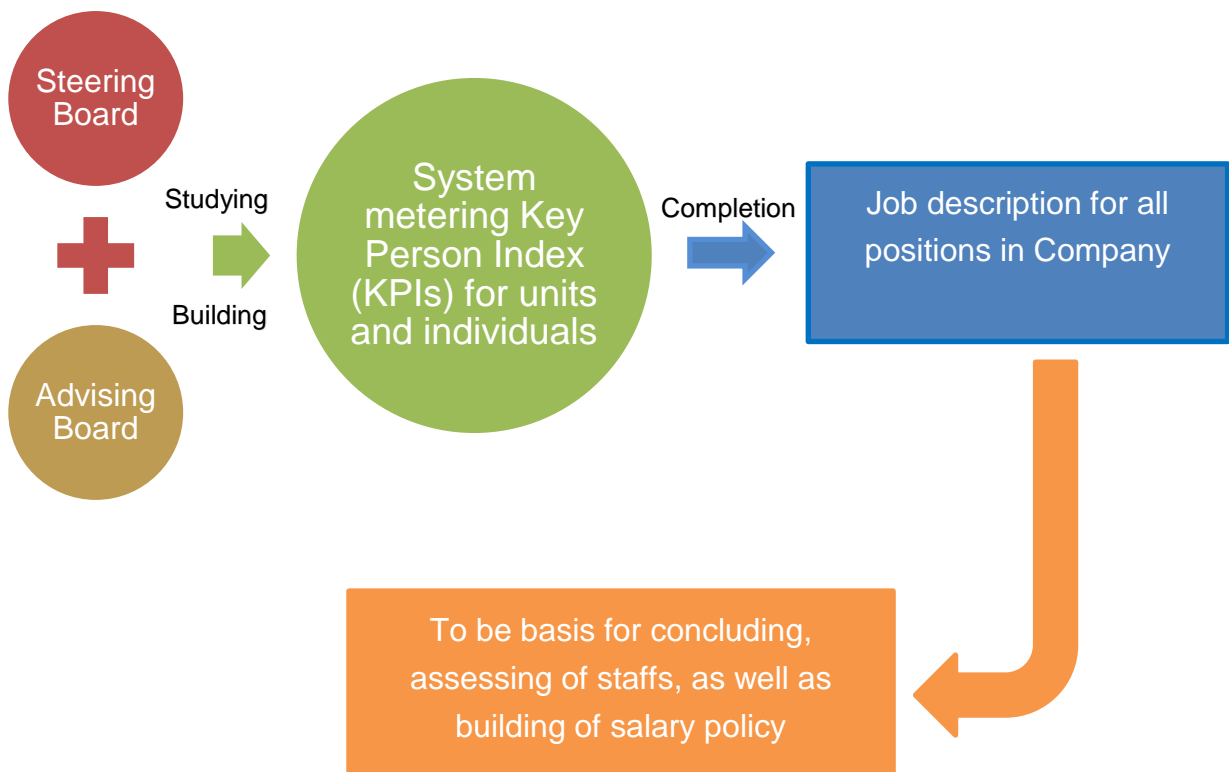 Steering
Board
Studying
Building
Advising
Board
System
metering Key
Person Index
(KPIs) for units
and individuals
Completion
Job description for all
positions in Company
To be basis for concluding,
assessing of staffs, as well as
building of salary policy